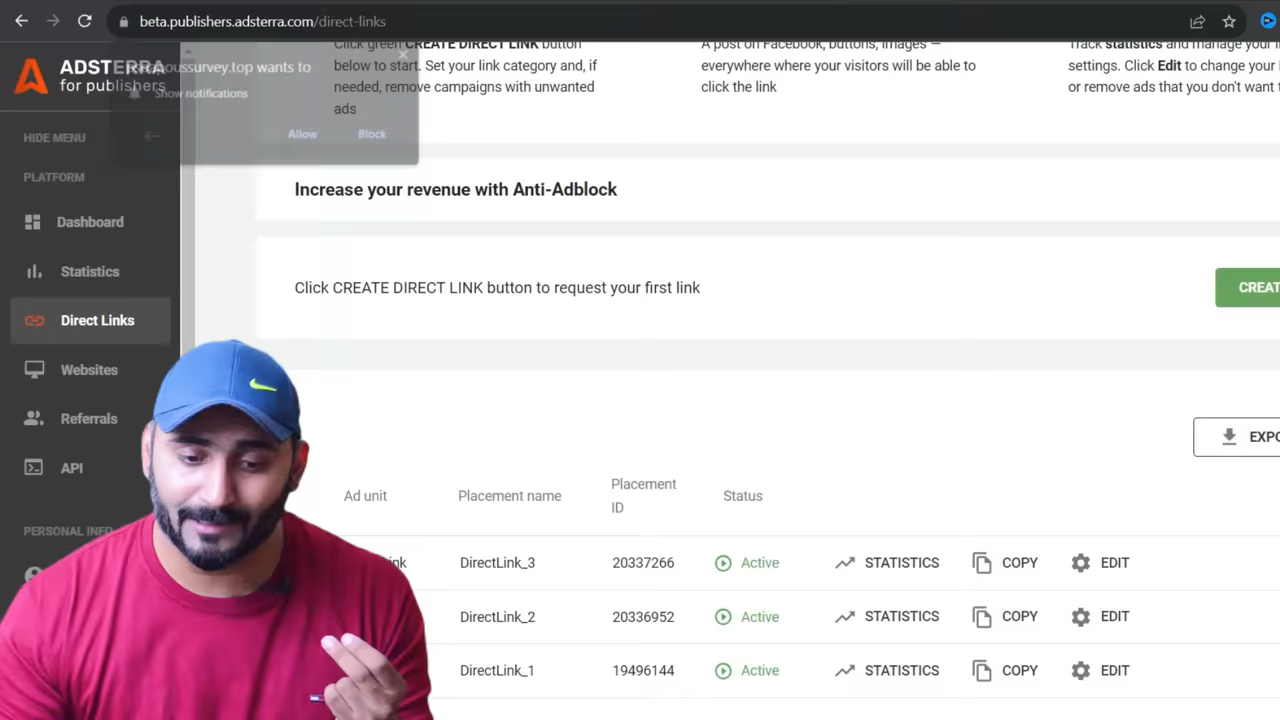 beta.publishers.adsterra.com/direct-links
ADSTERRA
for publishers
wants to
Show notifications
Allow
Block
HIDE MENU
PLATFORM
Dashboard
Statistics
Direct Links
Websites
Referrals
API
PERSONAL INFO
Click green CREATE DIRECT LINK button
below to start. Set your link category and, if
needed, remove campaigns with unwanted
ads
A post on Facebook, buttons, images —
everywhere where your visitors will be able to
click the link
Track statistics and manage your
settings. Click Edit to change your
or remove ads that you don't want
Increase your revenue with Anti-Adblock
Click CREATE DIRECT LINK button to request your first link
CREAT
EXPO
Ad unit
Placement name
Placement
ID
Status
DirectLink_3
20337266
Active
STATISTICS
COPY
EDIT
DirectLink_2
20336952
Active
STATISTICS
COPY
EDIT
DirectLink_1
19496144
Active
STATISTICS
COPY
EDIT